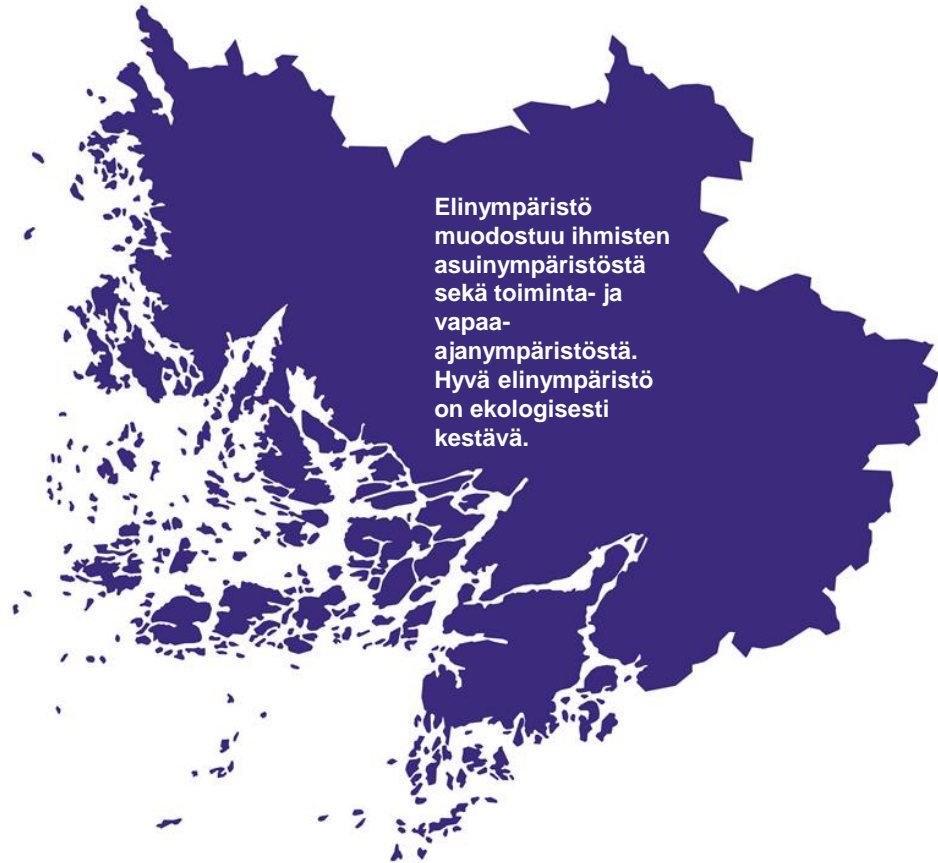 Elinympäristö
muodostuu ihmisten
asuinympäristöstä
sekä toiminta- ja
vapaa-
ajanympäristöstä.
Hyvä elinympäristö
on ekologisesti
kestävä.